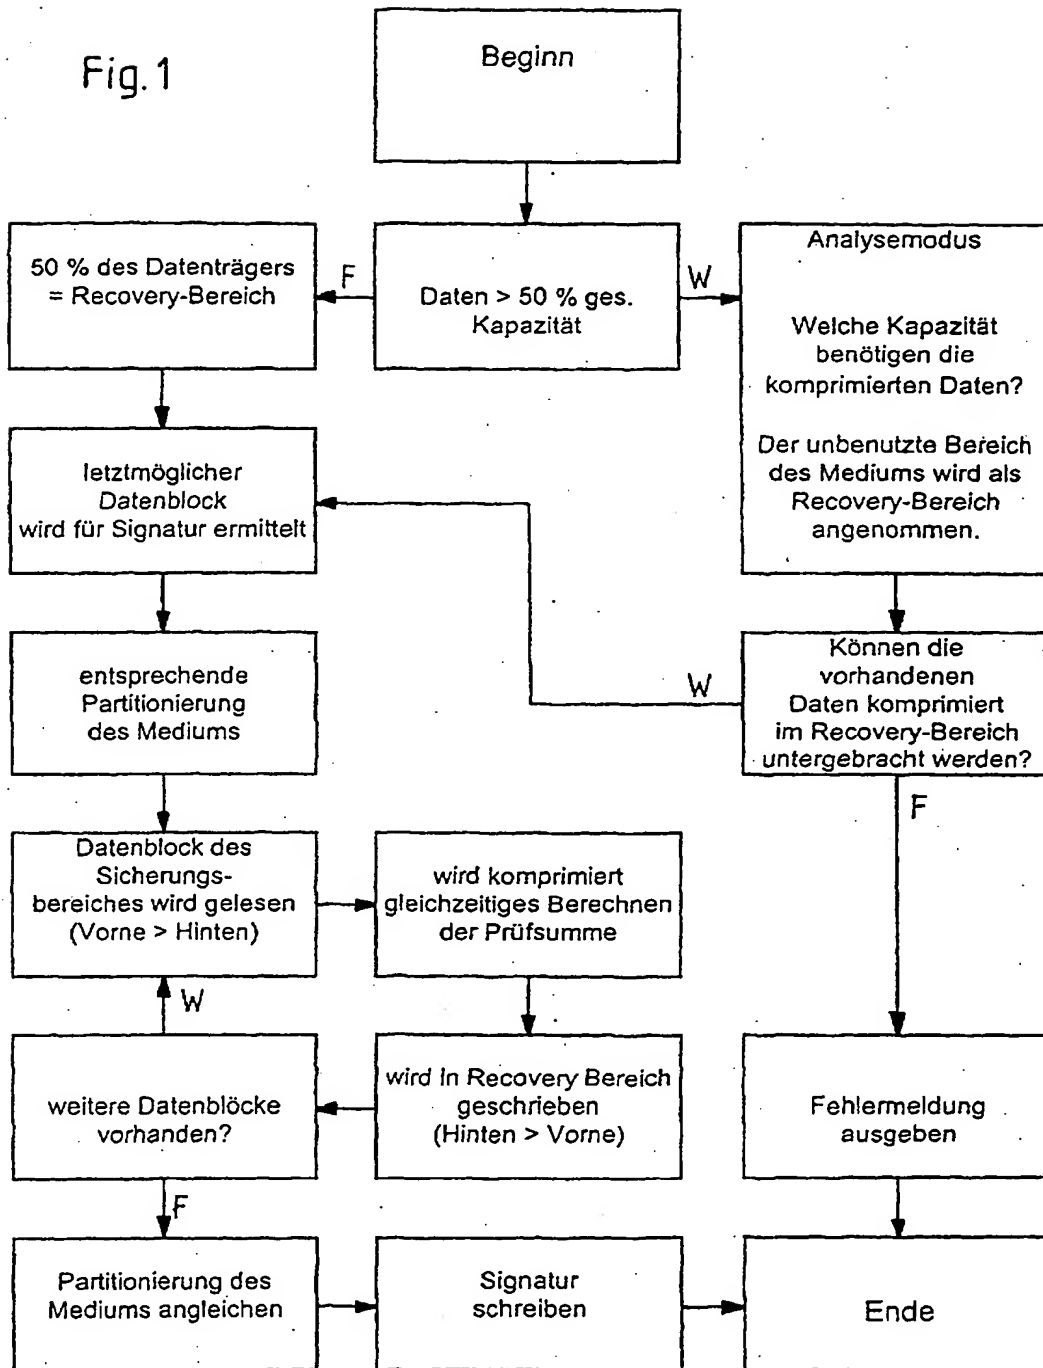 Fig. 1
Beginn
50 % des Datenträgers
= Recovery-Bereich
F
Daten > 50 % ges.
Kapazität
W
Analysemodus
Welche Kapazität
benötigen die
komprimierten Daten?
Der unbenutzte Bereich
des Mediums wird als
Recovery-Bereich
angenommen.
letztmöglicher
Datenblock
wird für Signatur ermittelt
entsprechende
Partitionierung
des Mediums
W
Können die
vorhandenen
Daten komprimiert
im Recovery-Bereich
untergebracht werden?
F
Datenblock des
Sicherungs-
bereiches wird gelesen
(Vorne > Hinten)
wird komprimiert
gleichzeitiges Berechnen
der Prüfsumme
W
weitere Datenblöcke
vorhanden?
wird in Recovery Bereich
geschrieben
(Hinten > Vorne)
Fehlermeldung
ausgeben
F
Partitionierung des
Mediums angleichen
Signatur
schreiben
Ende